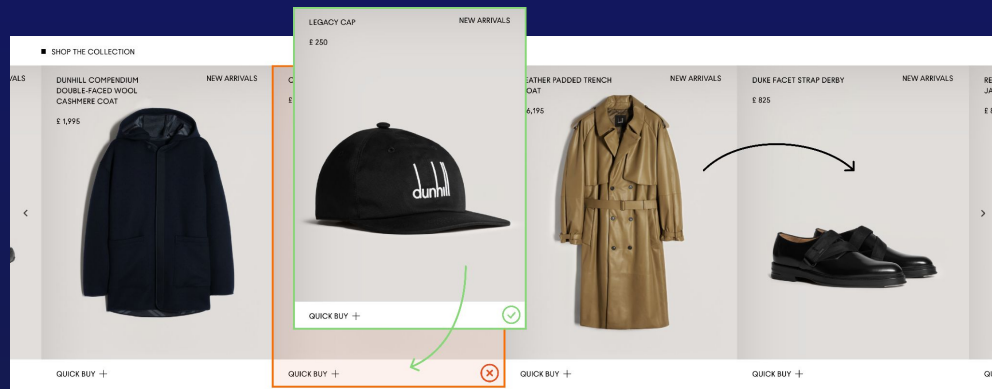 LEGACY CAP
NEW ARRIVALS
£ 250
SHOP THE COLLECTION
DUNHILL COMPENDIUM
DOUBLE-FACED WOOL
CASHMERE COAT
NEW ARRIVALS
£ 1,995
dunhill
QUICK BUY +
QUICK BUY +
QUICK BUY +
EATHER PADDED TRENCH
OAT
NEW ARRIVALS
6,195
QUICK BUY +
DUKE FACET STRAP DERBY
NEW ARRIVALS
£ 825
QUICK BUY +